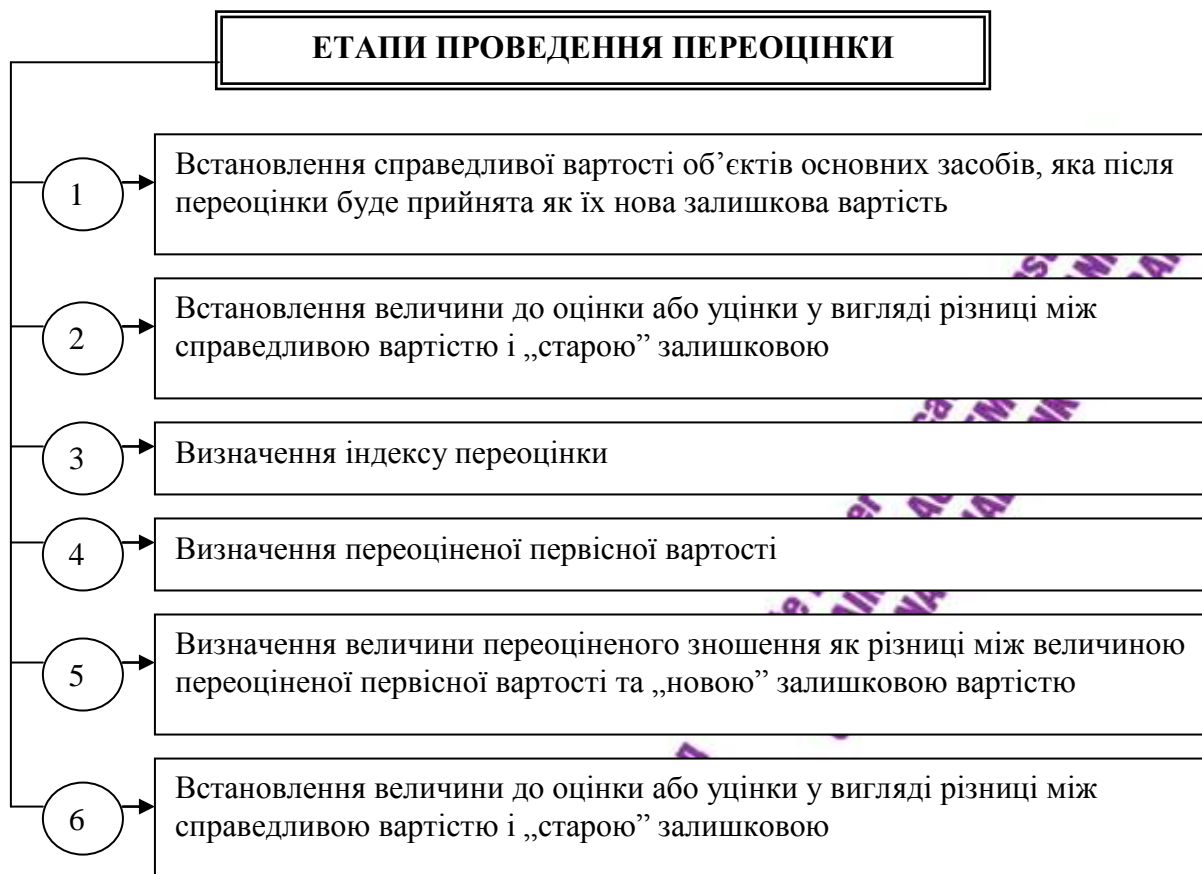 ЕТАПИ ПРОВЕДЕННЯ ПЕРЕОЦІНКИ
1
Встановлення справедливої вартості об’єктів основних засобів, яка після
переоцінки буде прийнята як їх нова залишкова вартість
2
Встановлення величини до оцінки або уцінки у вигляді різниці між
справедливою вартістю і „старою” залишковою
3
Визначення індексу переоцінки
4
Визначення переоціненої первісної вартості
5
Визначення величини переоціненого зношення як різниці між величиною
переоціненої первісної вартості та „новою” залишковою вартістю
6
Встановлення величини до оцінки або уцінки у вигляді різниці між
справедливою вартістю і „старою” залишковою